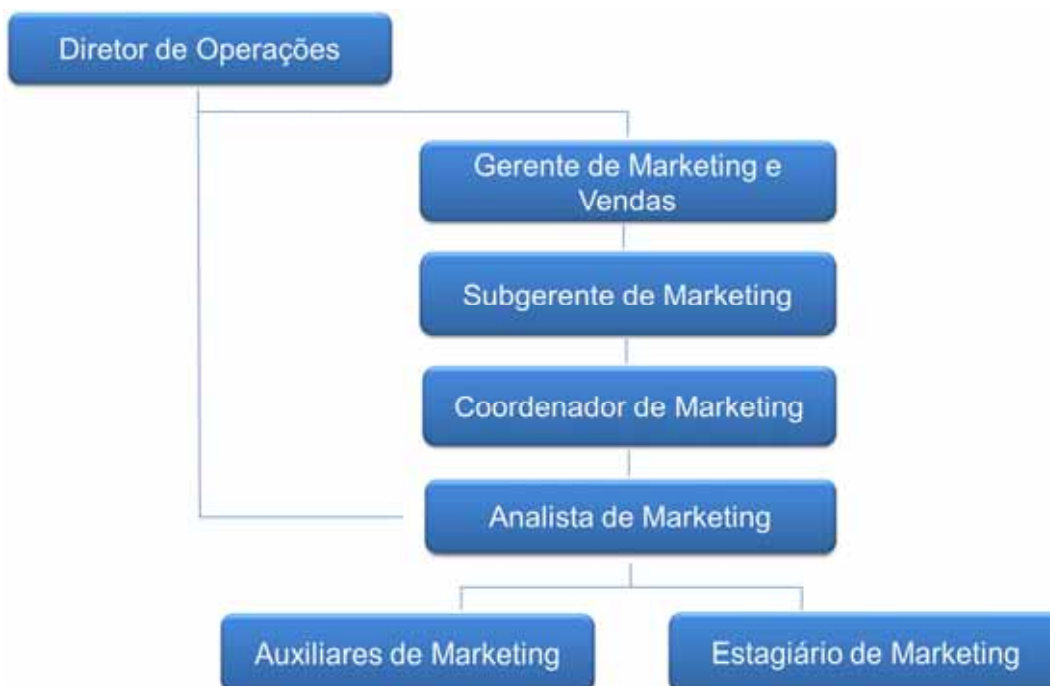 Diretor de Operações
Gerente de Marketing e
Vendas
Subgerente de Marketing
Coordenador de Marketing
Analista de Marketing
Auxiliares de Marketing
Estagiário de Marketing